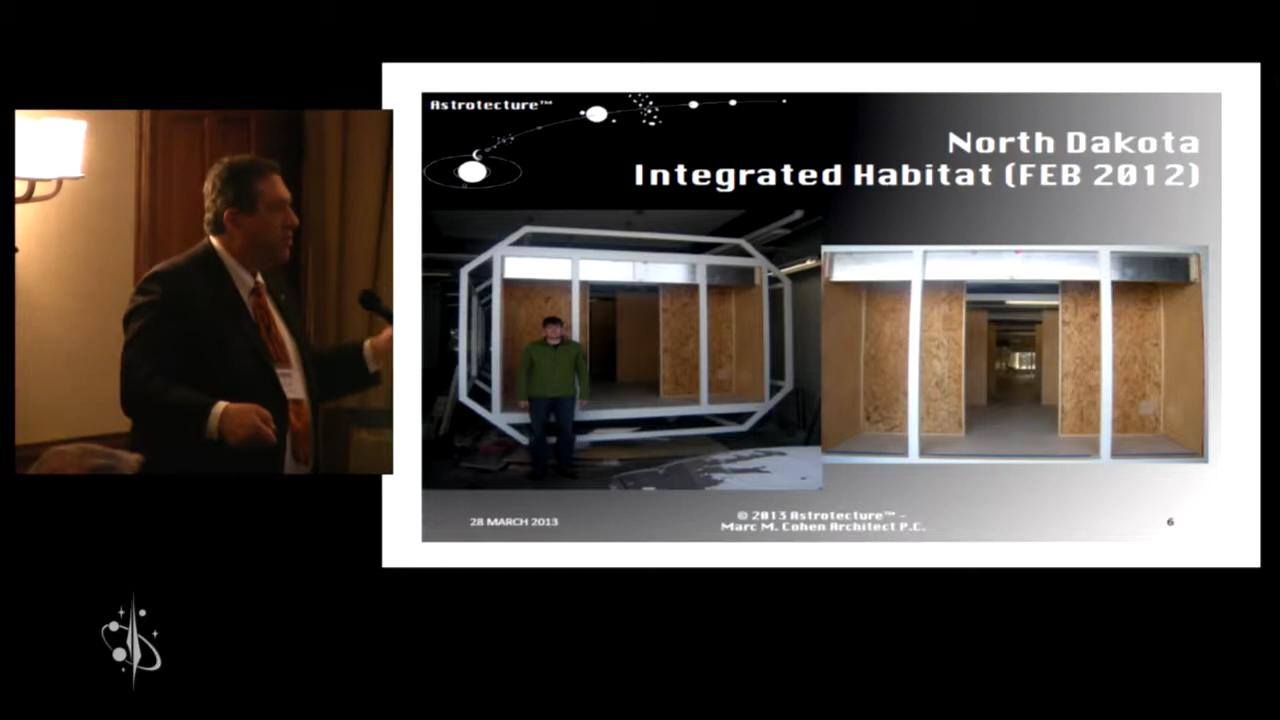 Astrotecture™
North Dakota
Integrated Habitat (FEB 2012)
28 MARCH 2013
© 2013 Astrotecture™ -
Marc M. Cohen Architect P.C.
6